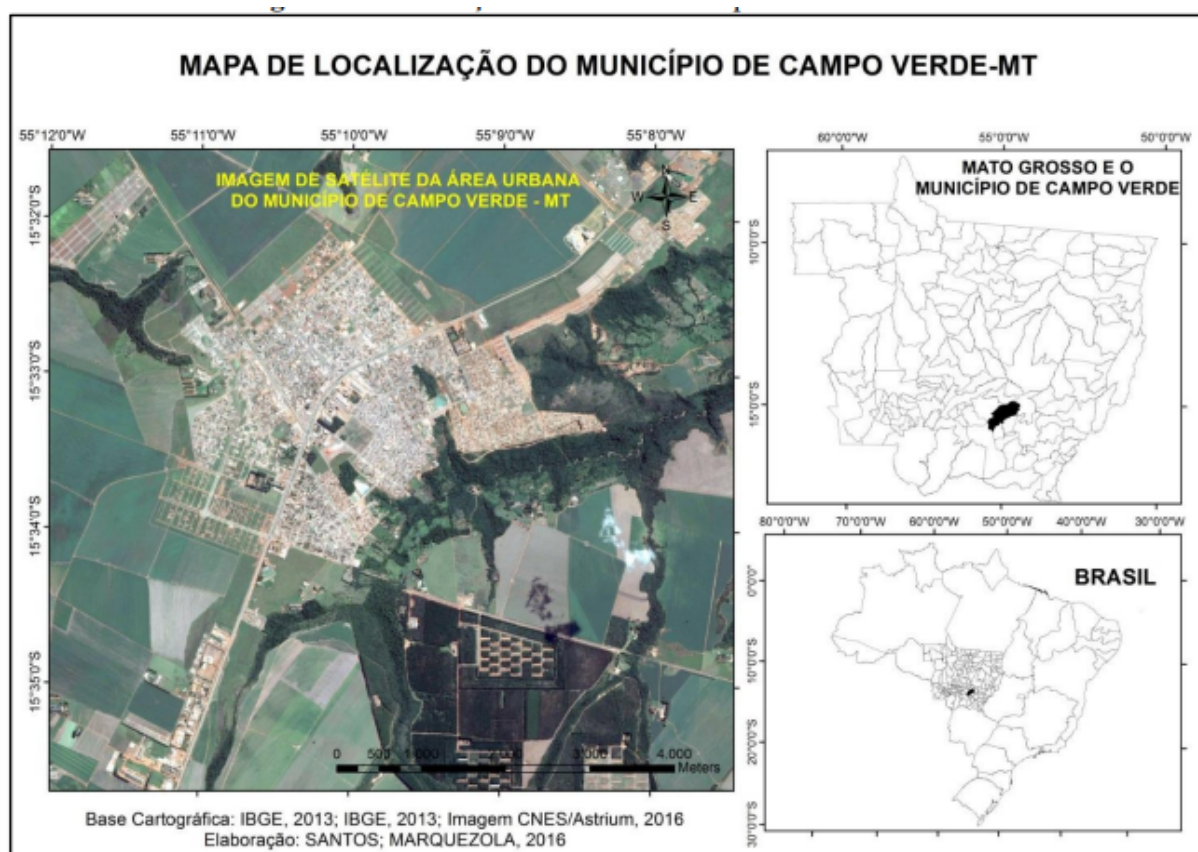 MAPA DE LOCALIZAÇÃO DO MUNICÍPIO DE CAMPO VERDE-MT
55°12'0"W 55°11'0"W 55°10'0"W 55°9'0"W 55°8'0"W
IMAGEM DE SATÉLITE DA ÁREA URBANA
DO MUNICÍPIO DE CAMPO VERDE - MT
N
W E
S
15°32'0"S
15°33'0"S
15°34'0"S
15°35'0"S
0 500 1.000 2.000 3.000 4.000
Meters
60°0'0"W 55°0'0"W 50°0'0"W
MATO GROSSO E O
MUNICÍPIO DE CAMPO VERDE
10°0'0"S
15°0'0"S
80°0'0"W 70°0'0"W 60°0'0"W 50°0'0"W 40°0'0"W 30°0'0"W
BRASIL
0°0'0"
10°0'0"S
20°0'0"S
30°0'0"S
Base Cartográfica: IBGE, 2013; IBGE, 2013; Imagem CNES/Astrium, 2016
Elaboração: SANTOS; MARQUEZOLA, 2016